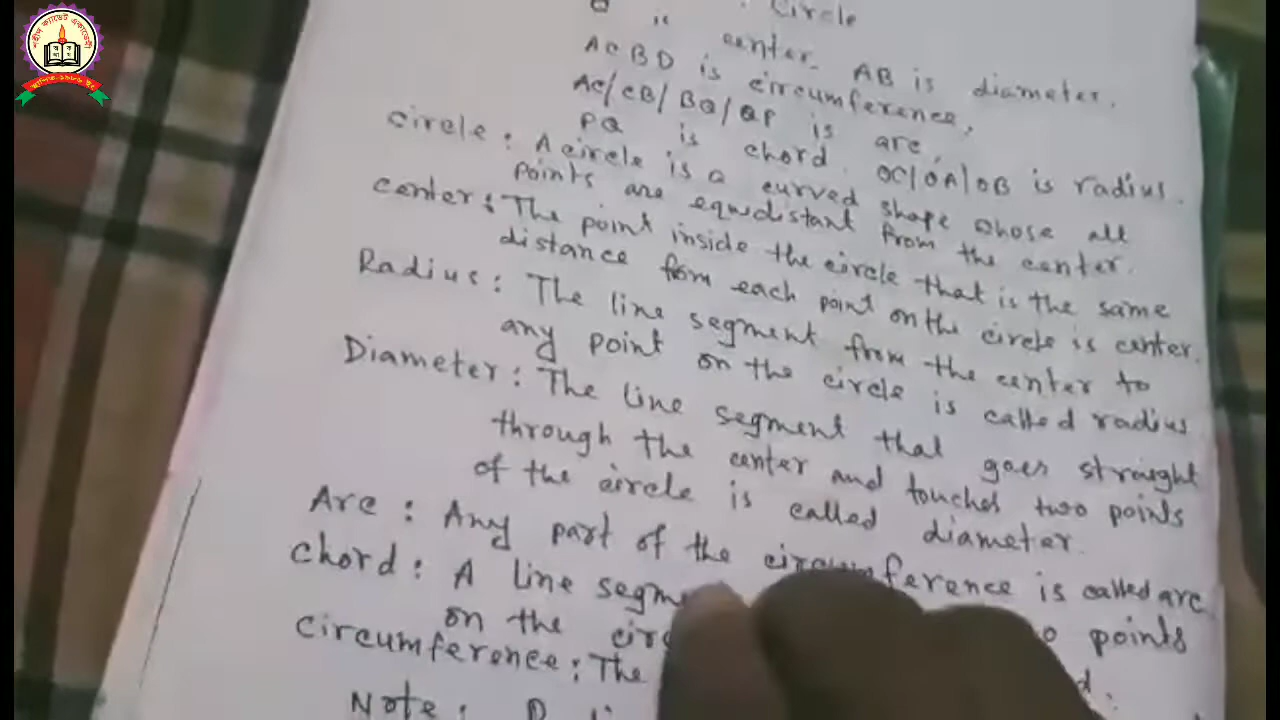 Circle
is center. AB is diameter.
ACBD is circumference,
AC/CB/BQ/QP is arc,
PQ is chord. OC/OA/OB is radius.
circle: A circle is a curved shape whose all
points are equidistant from the center.
center: The point inside the circle that is the same
distance from each point on the circle is center.
Radius: The line segment from the center to
any point on the circle is called radius
Diameter: The line segment that goes straight
through the center and touches two points
of the circle is called diameter.
Arc: Any part of the circumference is called arc
chord: A line segm
on the circ o points
circumference: The d.
Note: